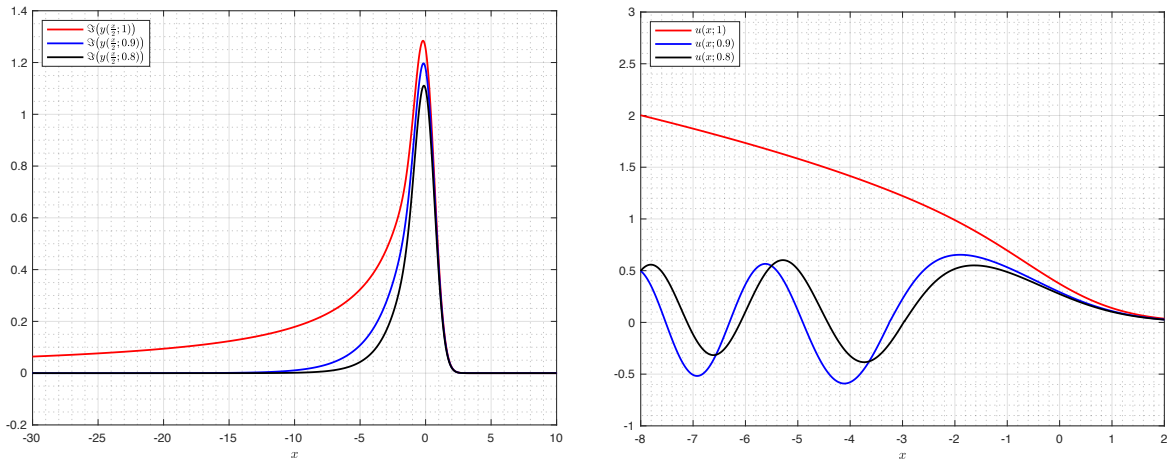 1.4
1.2
1
0.8
0.6
0.4
0.2
0
-0.2
ℑ(y(x/2; 1))
ℑ(y(x/2; 0.9))
ℑ(y(x/2; 0.8))
-30 -25 -20 -15 -10 -5 0 5 10
x
3
2.5
2
1.5
1
0.5
0
-0.5
-1
u(x; 1)
u(x; 0.9)
u(x; 0.8)
-8 -7 -6 -5 -4 -3 -2 -1 0 1 2
x